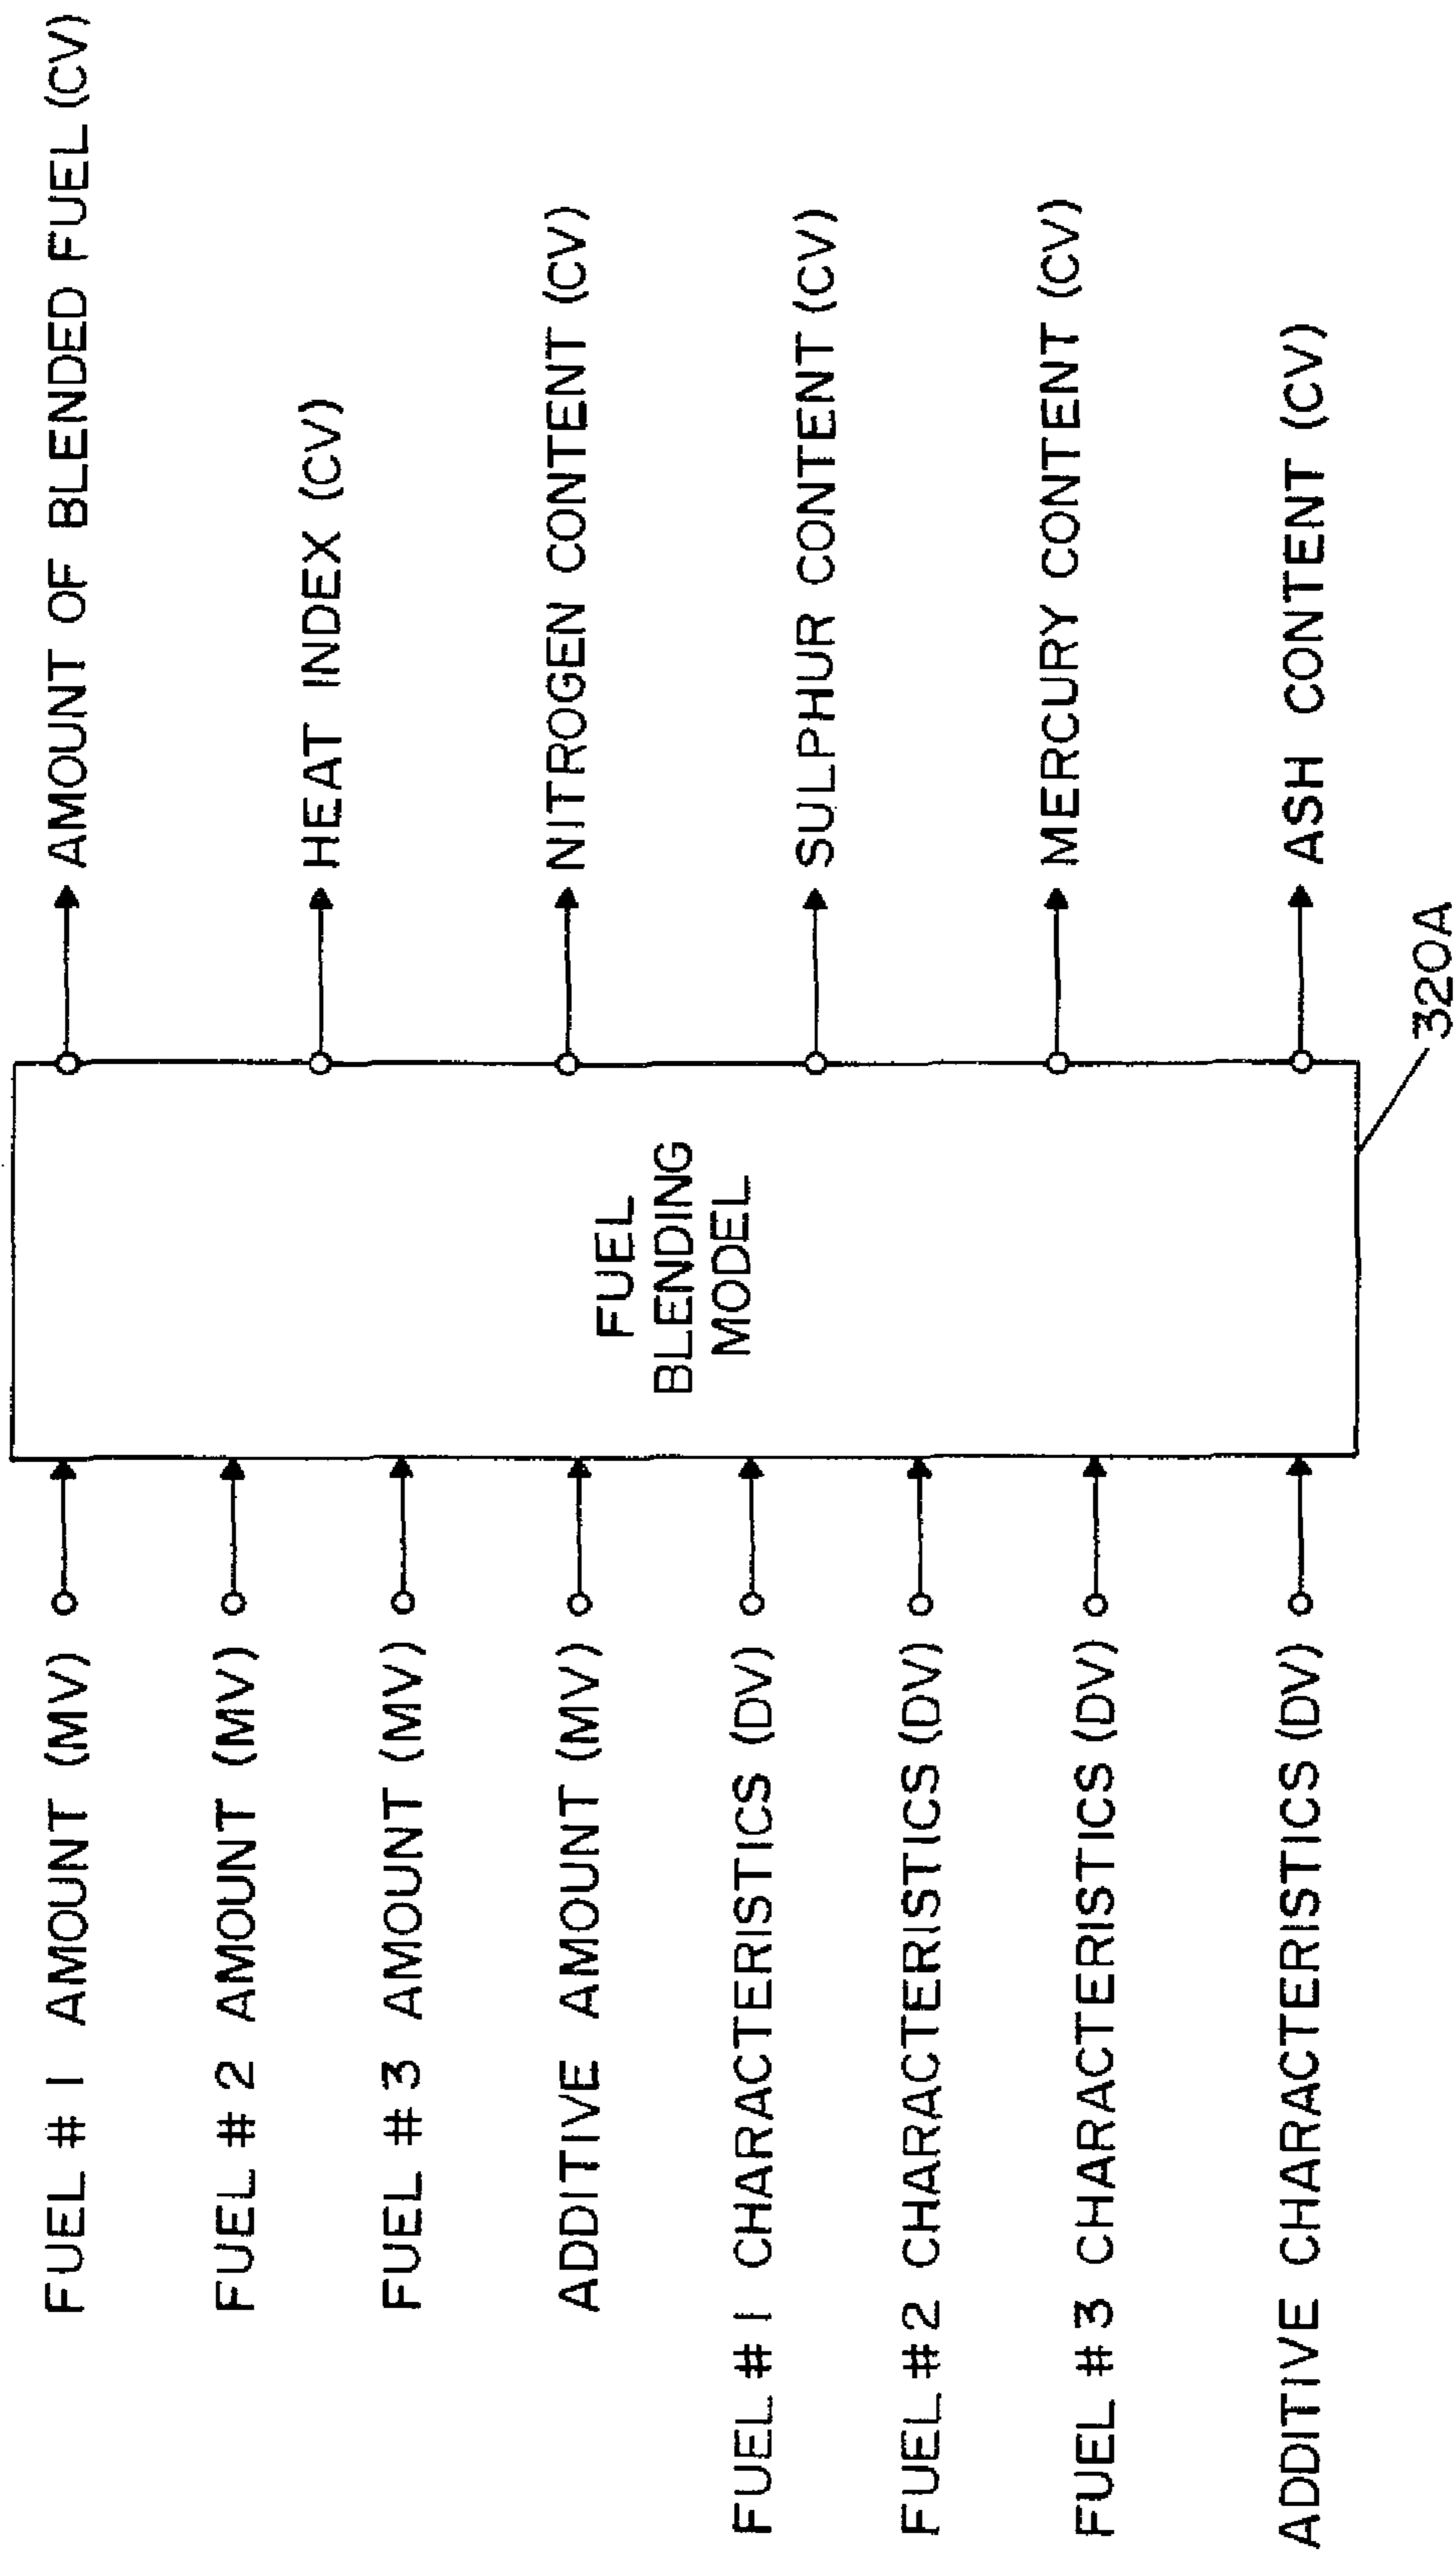 FUEL # 1 AMOUNT (MV)
FUEL # 2 AMOUNT (MV)
FUEL # 3 AMOUNT (MV)
ADDITIVE AMOUNT (MV)
FUEL # 1 CHARACTERISTICS (DV)
FUEL #2 CHARACTERISTICS (DV)
FUEL #3 CHARACTERISTICS (DV)
ADDITIVE CHARACTERISTICS (DV)
FUEL
BLENDING
MODEL
AMOUNT OF BLENDED FUEL (CV)
HEAT INDEX (CV)
NITROGEN CONTENT (CV)
SULPHUR CONTENT (CV)
MERCURY CONTENT (CV)
ASH CONTENT (CV)
320A